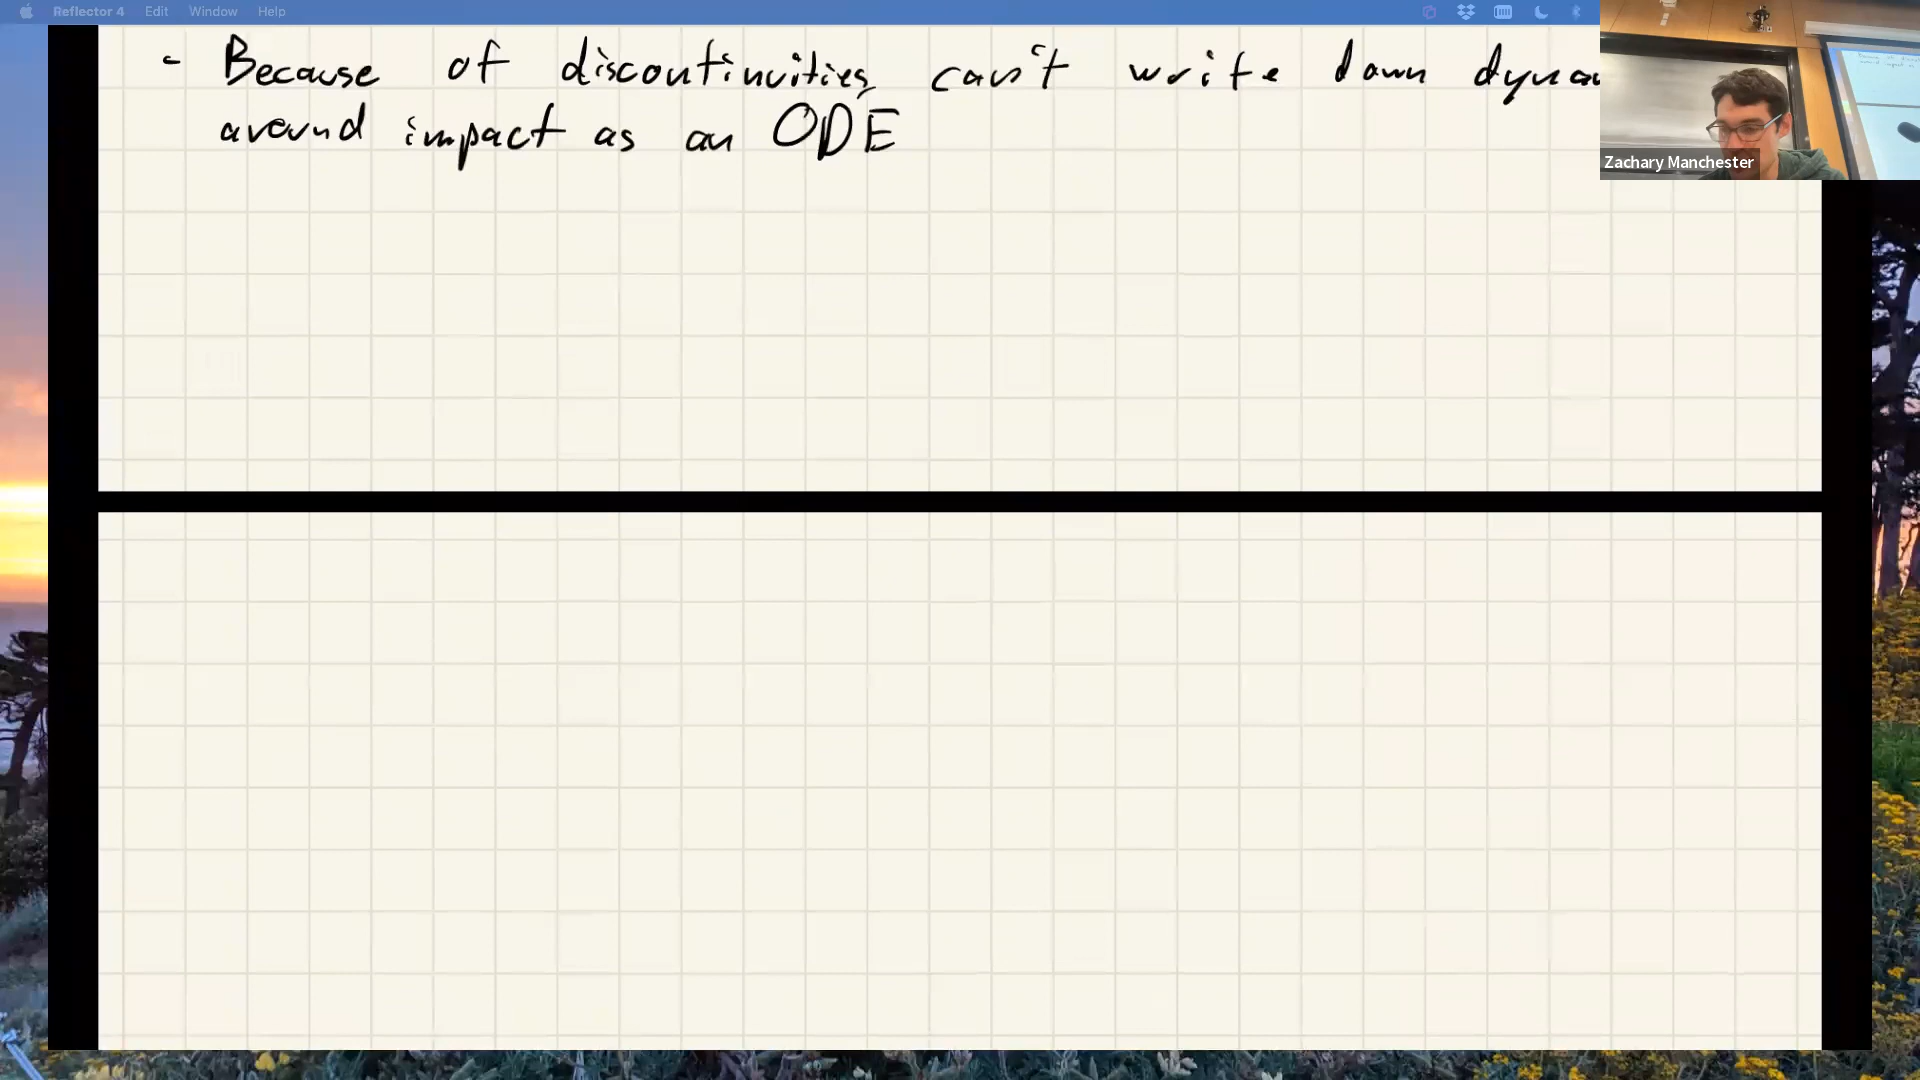 Reflector 4 Edit Window Help
- Because of discontinuities can't write down
around impact as an ODE
Zachary Manchester